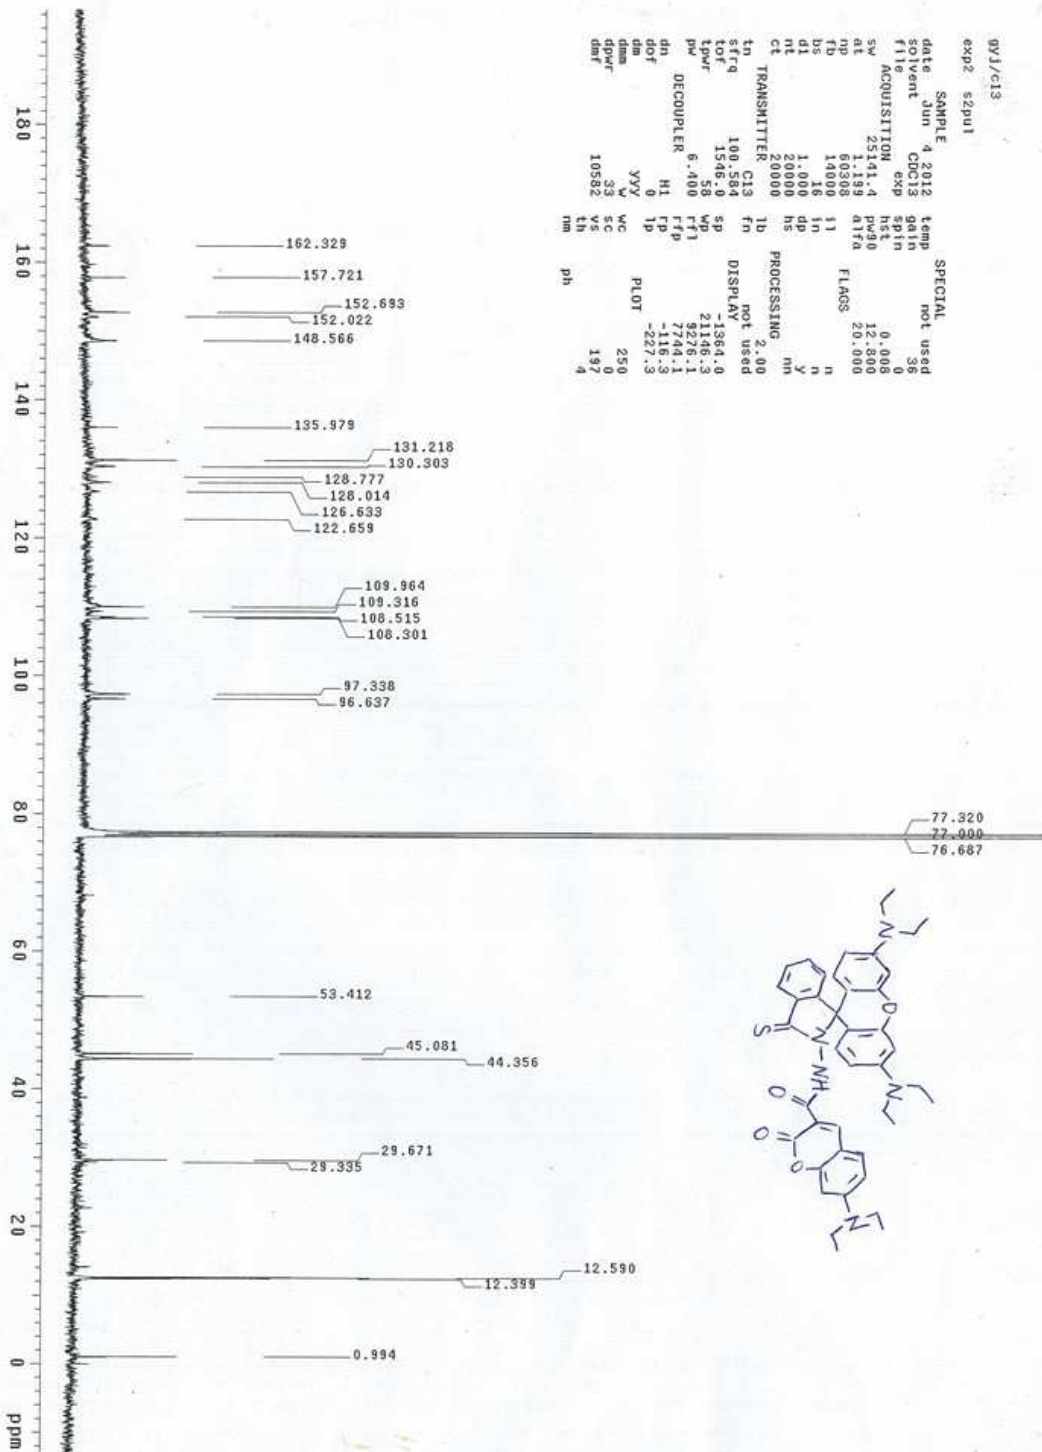 gyj/c13
exp2 s2pul
SAMPLE
date Jun 4 2012
solvent CDCl3
file exp
ACQUISITION
sw 25141.4
at 1.199
np 60308
fb 14000
bs 16
d1 1.000
nt 20000
ct 20000
TRANSMITTER
tn C13
sfrq 100.584
tof 1546.0
tpwr 58
pw 6.400
DECOUPLER
dn H1
dof 0
dm yyy
dmm w
dpwr 33
dmf 10582
SPECIAL
temp not used
gain 36
spin 0
hst 0.008
pw90 12.800
alfa 20.000
FLAGS
il n
in n
dp y
hs nn
PROCESSING
lb 2.00
fn not used
DISPLAY
sp -1364.0
wp 21146.3
rfl 9276.1
rfp 7744.1
rp -116.3
lp -227.3
PLOT
wc 250
sc 0
vs 197
th 4
nm ph
162.329
157.721
152.693
152.022
148.566
135.979
131.218
130.303
128.777
128.014
126.633
122.659
109.964
109.316
108.515
108.301
97.338
96.637
77.320
77.000
76.687
53.412
45.081
44.356
29.671
29.335
12.590
12.399
0.994
N
O
N
N
S
NH
O
O
O
N
180 160 140 120 100 80 60 40 20 0 ppm